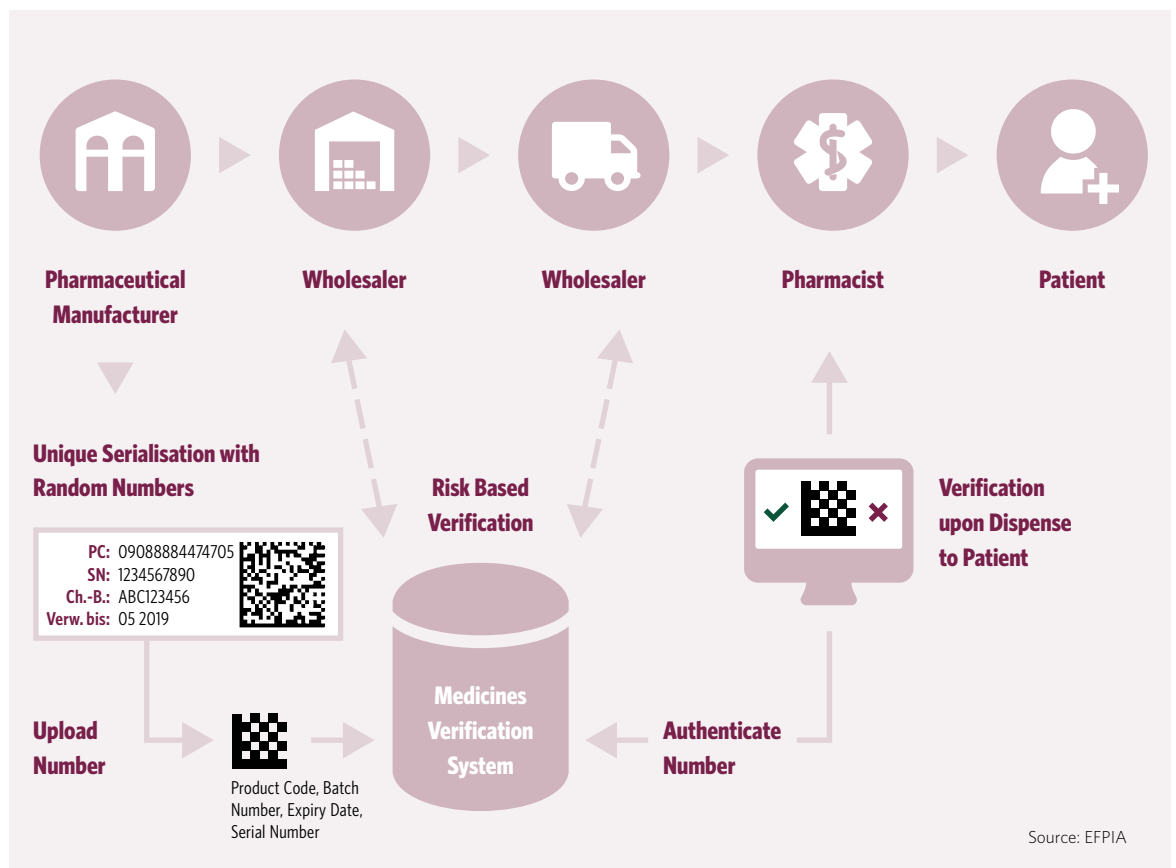 Pharmaceutical
Manufacturer
Wholesaler
Wholesaler
Pharmacist
Patient
Unique Serialisation with
Random Numbers
PC: 09088884474705
SN: 1234567890
Ch.-B.: ABC123456
Verw. bis: 05 2019
Risk Based
Verification
Verification
upon Dispense
to Patient
Upload
Number
Product Code, Batch
Number, Expiry Date,
Serial Number
Medicines
Verification
System
Authenticate
Number
Source: EFPIA